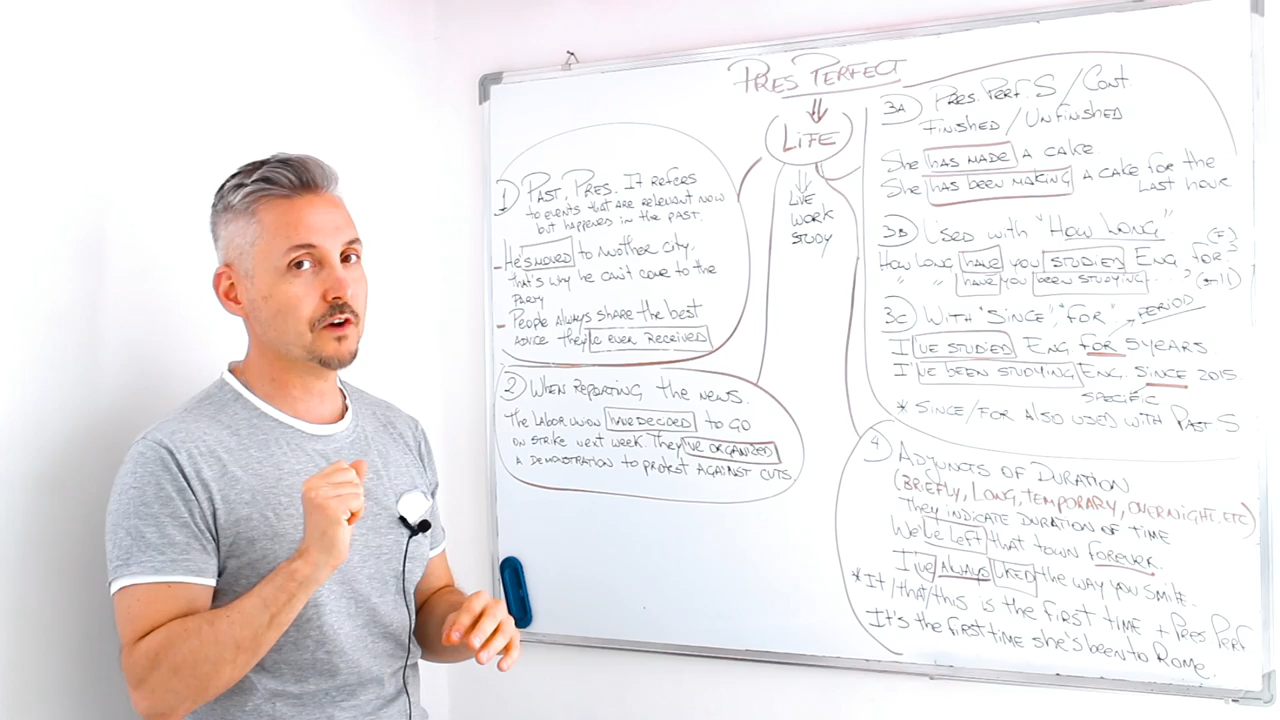 PRES PERFECT
LIFE
LIVE
WORK
STUDY
1) PAST, PRES. IT REFERS
to EVENTS that ARE RELEVANT NOW
but happened in the PAST.
- He'S MOVED to ANother city,
that's why he can't come to the
PARTY
- People Always share the best
ADVICE they've ever received
2) WHEN REPORTING the NEWS.
The LABOR UNION have DECIDED to GO
ON STRIKE NEXT WEEK. They've ORGANIZED
A DEMONSTRATION to PROTEST AGAINST CUTS.
3A) PRES. PERF. S / Cont.
FINISHED / UNFINISHED
She has MADE A CAKE.
She has been MAKING A CAKE for the
LAST hour
3B) USED with "HOW LONG"
How LONG have you STUDIED ENG. for?
" " have you been STUDYING " (-11)
3C) WITH "SINCE", "FOR" → PERIOD
I 'VE STUDIED ENG. for 5 YEARS.
I 've been STUDYING ENG. SINCE 2015.
SPECIFIC
* SINCE/FOR ALSO USED WITH PAST S
4) ADJUNCTS OF DURATION
(BRIEFLY, LONG, TEMPORARY, OVERNIGHT, ETC)
They INDICATE DURATION OF TIME
We've Left that town forever.
I've ALWAYS LIKED the WAY YOU SMILE.
* It/that/this is the first time + PRES PERF
It's the first time she's been to Rome.